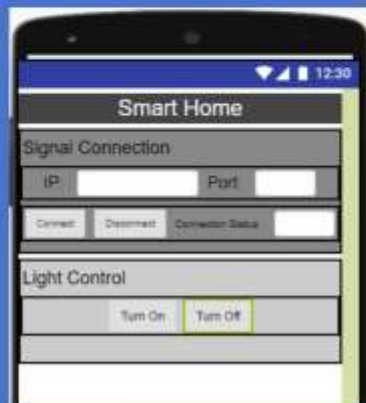 12:30
Smart Home
Signal Connection
IP Port
Connect Disconnect Connection Status
Light Control
Turn On Turn Off